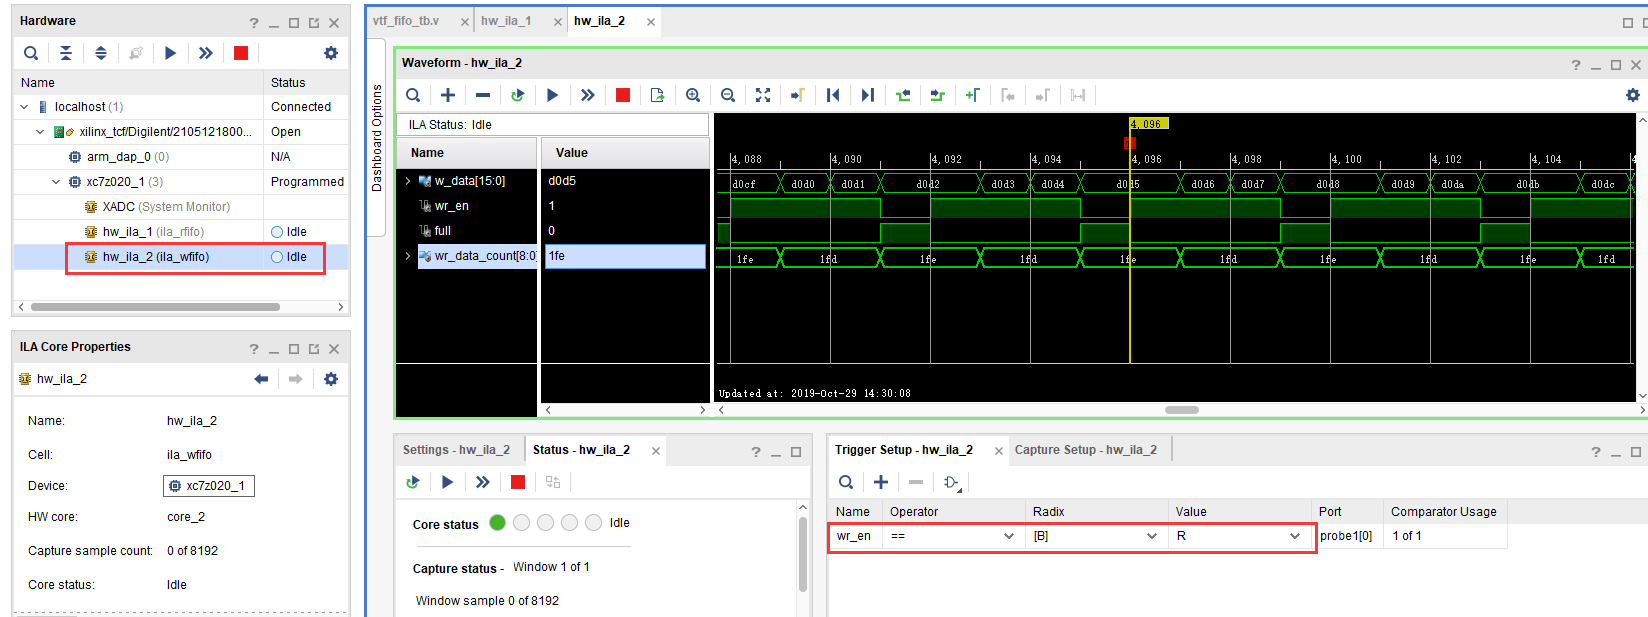 Hardware
Name Status
localhost (1) Connected
xilinx_tcf/Digilent/2105121800... Open
arm_dap_0 (0) N/A
xc7z020_1 (3) Programmed
XADC (System Monitor)
hw_ila_1 (ila_rfifo) Idle
hw_ila_2 (ila_wfifo) Idle
ILA Core Properties
hw_ila_2
Name: hw_ila_2
Cell: ila_wfifo
Device: xc7z020_1
HW core: core_2
Capture sample count: 0 of 8192
Core status: Idle
vtf_fifo_tb.v hw_ila_1 hw_ila_2
Dashboard Options
Waveform - hw_ila_2
ILA Status: Idle
Name Value
w_data[15:0] d0d5
wr_en 1
full 0
wr_data_count[8:0] 1fe
4,096
4,088 4,090 4,092 4,094 4,096 4,098 4,100 4,102 4,104
d0cf d0d0 d0d1 d0d2 d0d3 d0d4 d0d5 d0d6 d0d7 d0d8 d0d9 d0da d0db d0dc
1fe 1fd 1fe 1fd 1fe 1fd 1fe 1fd 1fe 1fd
Updated at: 2019-Oct-29 14:30:08
Settings - hw_ila_2 Status - hw_ila_2
Core status Idle
Capture status - Window 1 of 1
Window sample 0 of 8192
Trigger Setup - hw_ila_2 Capture Setup - hw_ila_2
Name Operator Radix Value Port Comparator Usage
wr_en == [B] R probe1[0] 1 of 1